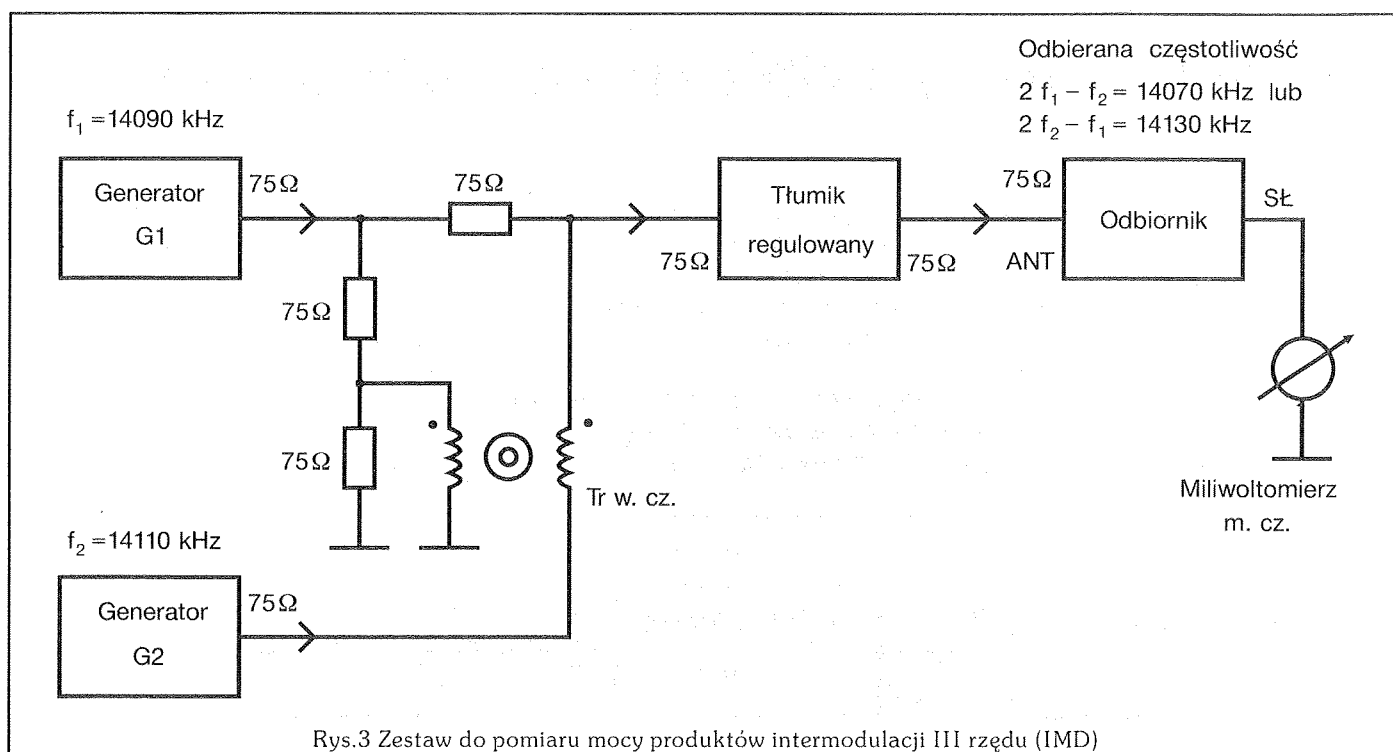 Odbierana częstotliwość
2 f₁ – f₂ = 14070 kHz lub
2 f₂ – f₁ = 14130 kHz
f₁ =14090 kHz
Generator
G1
75Ω
75Ω
75Ω
Tłumik
regulowany
75Ω
75Ω
ANT
Odbiornik
SŁ
75Ω
75Ω
Tr w. cz.
Miliwoltomierz
m. cz.
f₂ =14110 kHz
Generator
G2
75Ω
Rys.3 Zestaw do pomiaru mocy produktów intermodulacji III rzędu (IMD)